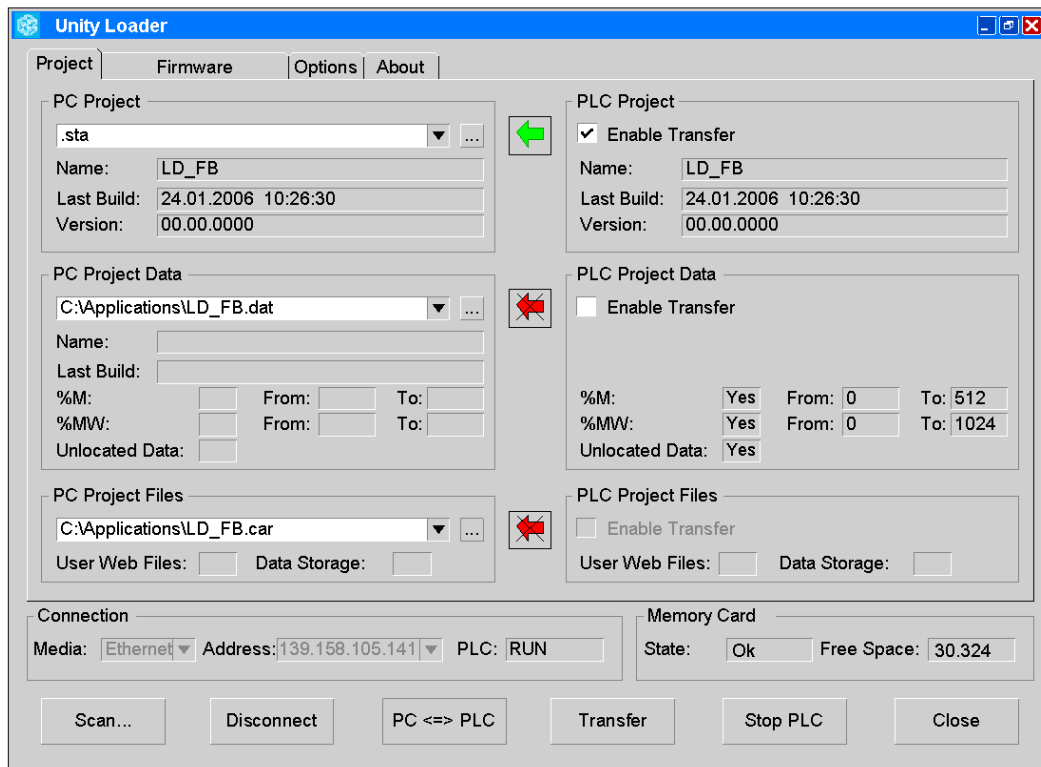 Unity Loader
Project Firmware Options About
PC Project
.sta ...
Name: LD_FB
Last Build: 24.01.2006 10:26:30
Version: 00.00.0000
PLC Project
Enable Transfer
Name: LD_FB
Last Build: 24.01.2006 10:26:30
Version: 00.00.0000
PC Project Data
C:\Applications\LD_FB.dat ...
Name:
Last Build:
%M: From: To:
%MW: From: To:
Unlocated Data:
PLC Project Data
Enable Transfer
%M: Yes From: 0 To: 512
%MW: Yes From: 0 To: 1024
Unlocated Data: Yes
PC Project Files
C:\Applications\LD_FB.car ...
User Web Files: Data Storage:
PLC Project Files
Enable Transfer
User Web Files: Data Storage:
Connection
Media: Ethernet Address: 139.158.105.141 PLC: RUN
Memory Card
State: Ok Free Space: 30.324
Scan... Disconnect PC <=> PLC Transfer Stop PLC Close